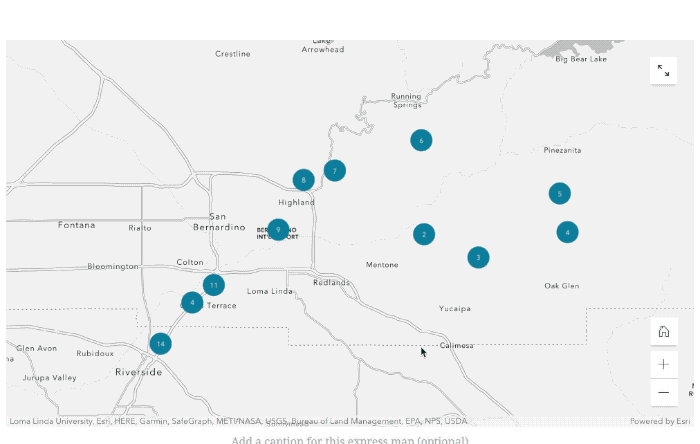 Lake
Arrowhead
Crestline
Big Bear Lake
Running
Springs
6
Pinezanita
7
8
5
Highland
San
Bernardino
Fontana
Rialto
9
INT'
PORT
2
4
3
Colton
Mentone
Bloomington
Redlands
11
Loma Linda
Oak Glen
4
Terrace
Yucaipa
14
Calimesa
Glen Avon
Rubidoux
Riverside
Jurupa Valley
Loma Linda University, Esri, HERE, Garmin, SafeGraph, METI/NASA, USGS, Bureau of Land Management, EPA, NPS, USDA
Powered by Esri
Add a caption for this express map (optional)